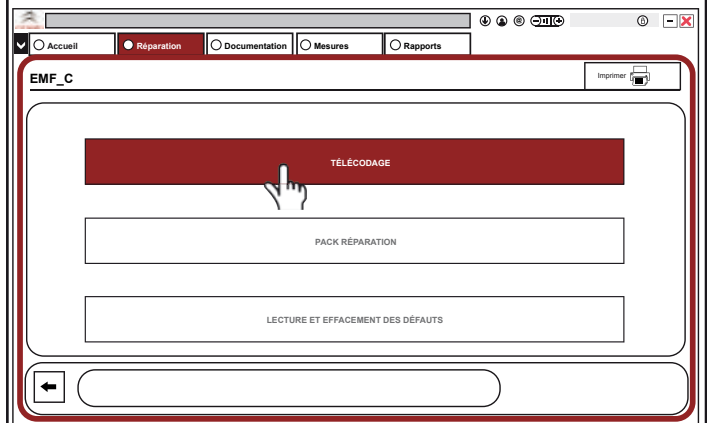 Accueil
Réparation
Documentation
Mesures
Rapports
EMF_C
Imprimer
TÉLÉCODAGE
PACK RÉPARATION
LECTURE ET EFFACEMENT DES DÉFAUTS